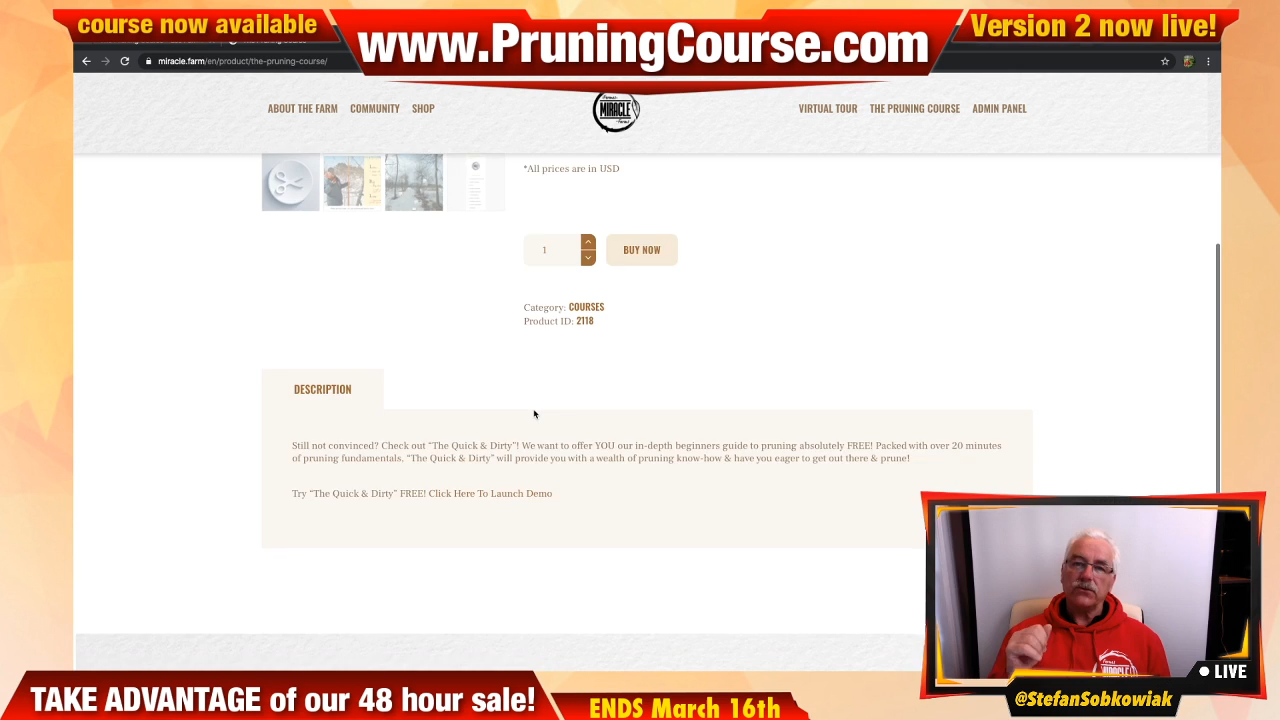 course now available
www.PruningCourse.com
Version 2 now live!
miracle.farm/en/product/the-pruning-course/
ABOUT THE FARM COMMUNITY SHOP
MIRACLE
VIRTUAL TOUR THE PRUNING COURSE ADMIN PANEL
*All prices are in USD
1
BUY NOW
Category: COURSES
Product ID: 2118
DESCRIPTION
Still not convinced? Check out “The Quick & Dirty”! We want to offer YOU our in-depth beginners guide to pruning absolutely FREE! Packed with over 20 minutes
of pruning fundamentals. “The Quick & Dirty” will provide you with a wealth of pruning know-how & have you eager to get out there & prune!
Try “The Quick & Dirty” FREE! Click Here To Launch Demo
MIRACLE
LIVE
@StefanSobkowiak
TAKE ADVANTAGE of our 48 hour sale!
ENDS March 16th